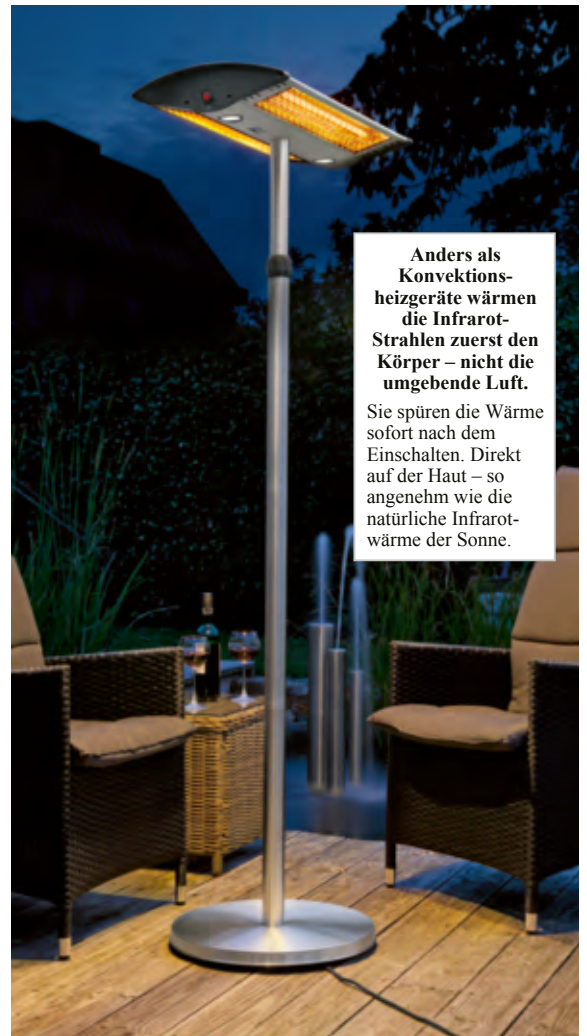 Anders als
Konvektions-
heizgeräte wärmen
die Infrarot-
Strahlen zuerst den
Körper – nicht die
umgebende Luft.
Sie spüren die Wärme
sofort nach dem
Einschalten. Direkt
auf der Haut – so
angenehm wie die
natürliche Infrarot-
wärme der Sonne.